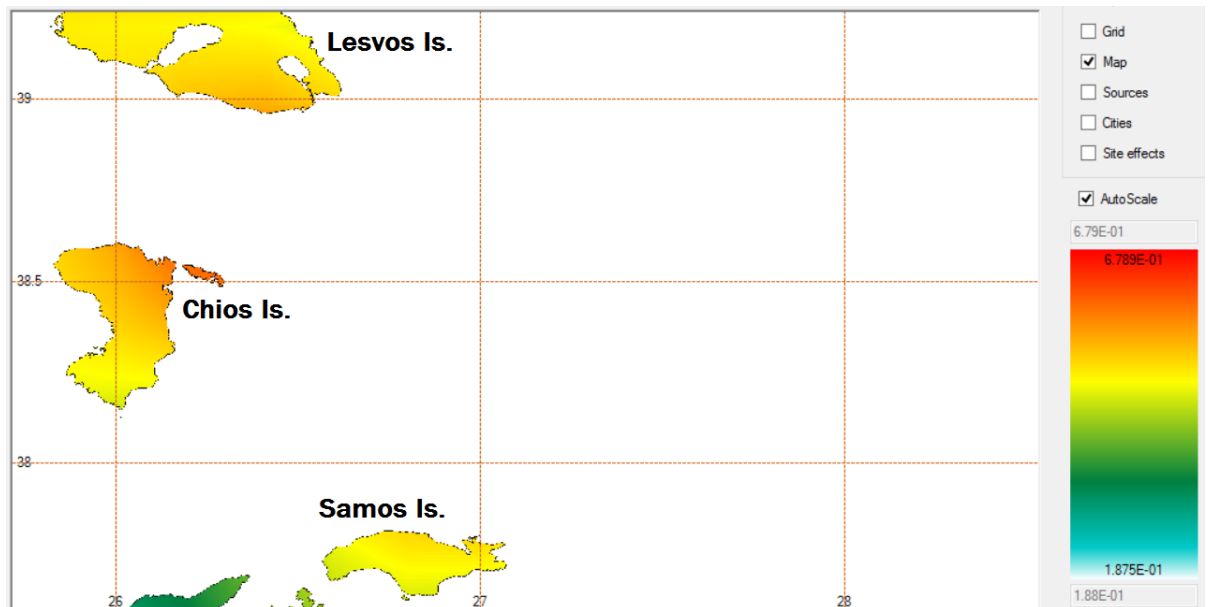 Lesvos Is.
39
38.5
Chios Is.
38
Samos Is.
26
27
28
Grid
Map
Sources
Cities
Site effects
AutoScale
6.79E-01
6.789E-01
1.875E-01
1.88E-01